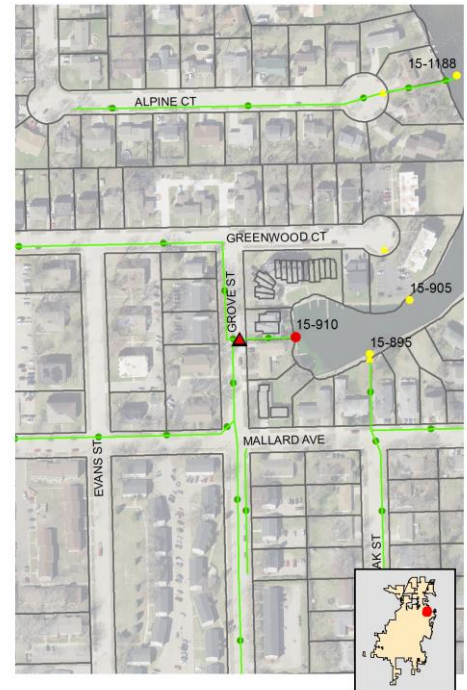 15-1188
ALPINE CT
GREENWOOD CT
GROVE ST
15-905
15-910
15-895
MALLARD AVE
EVANS ST
AK ST